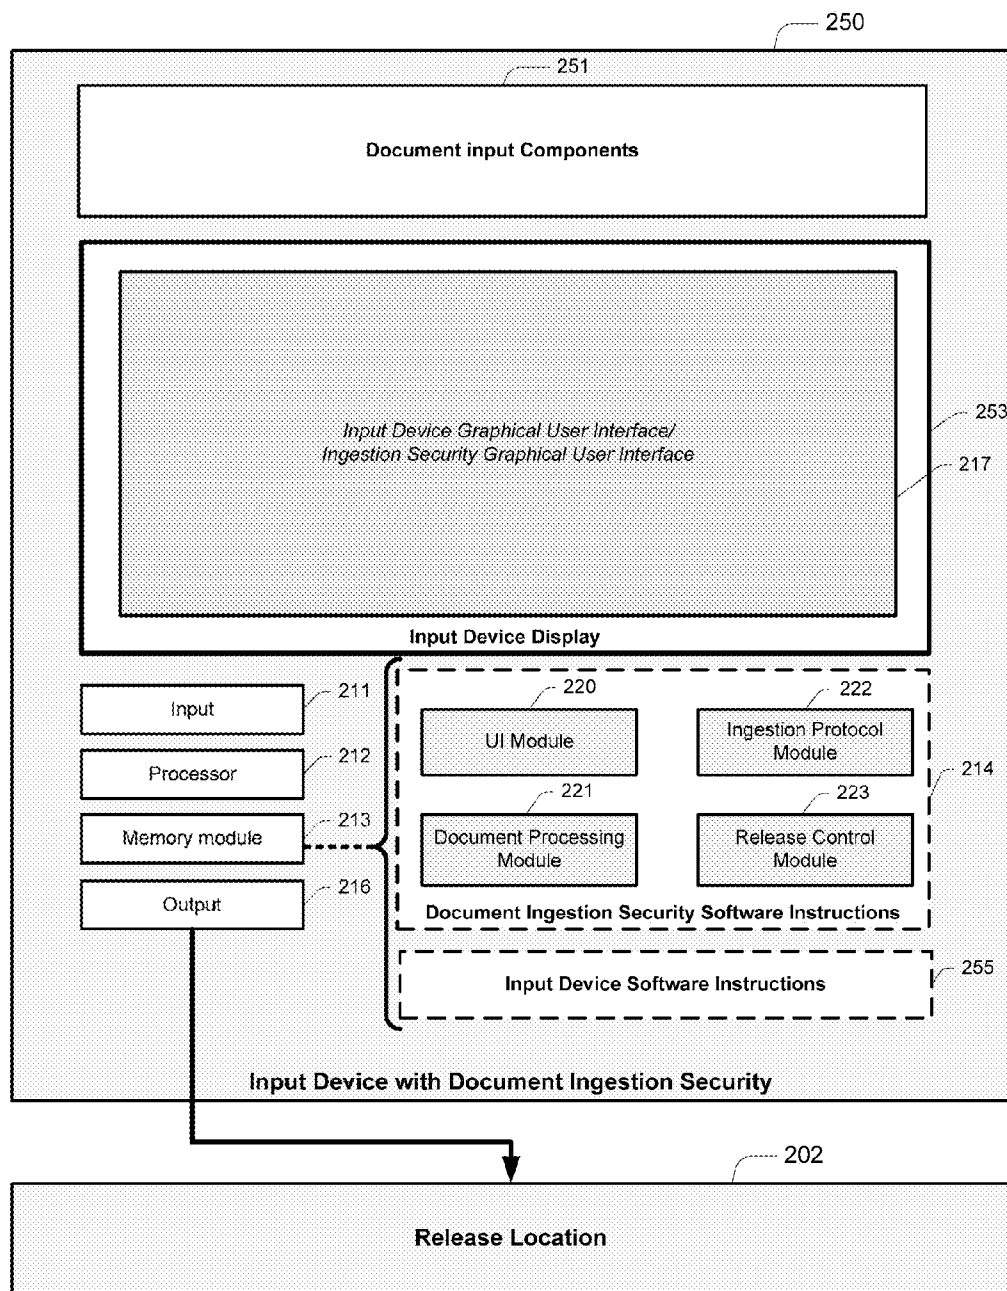 250
251
Document input Components
Input Device Graphical User Interface/
Ingestion Security Graphical User Interface
253
217
Input Device Display
211
Input
212
Processor
213
Memory module
216
Output
220
UI Module
222
Ingestion Protocol
Module
214
221
Document Processing
Module
223
Release Control
Module
Document Ingestion Security Software Instructions
255
Input Device Software Instructions
Input Device with Document Ingestion Security
202
Release Location